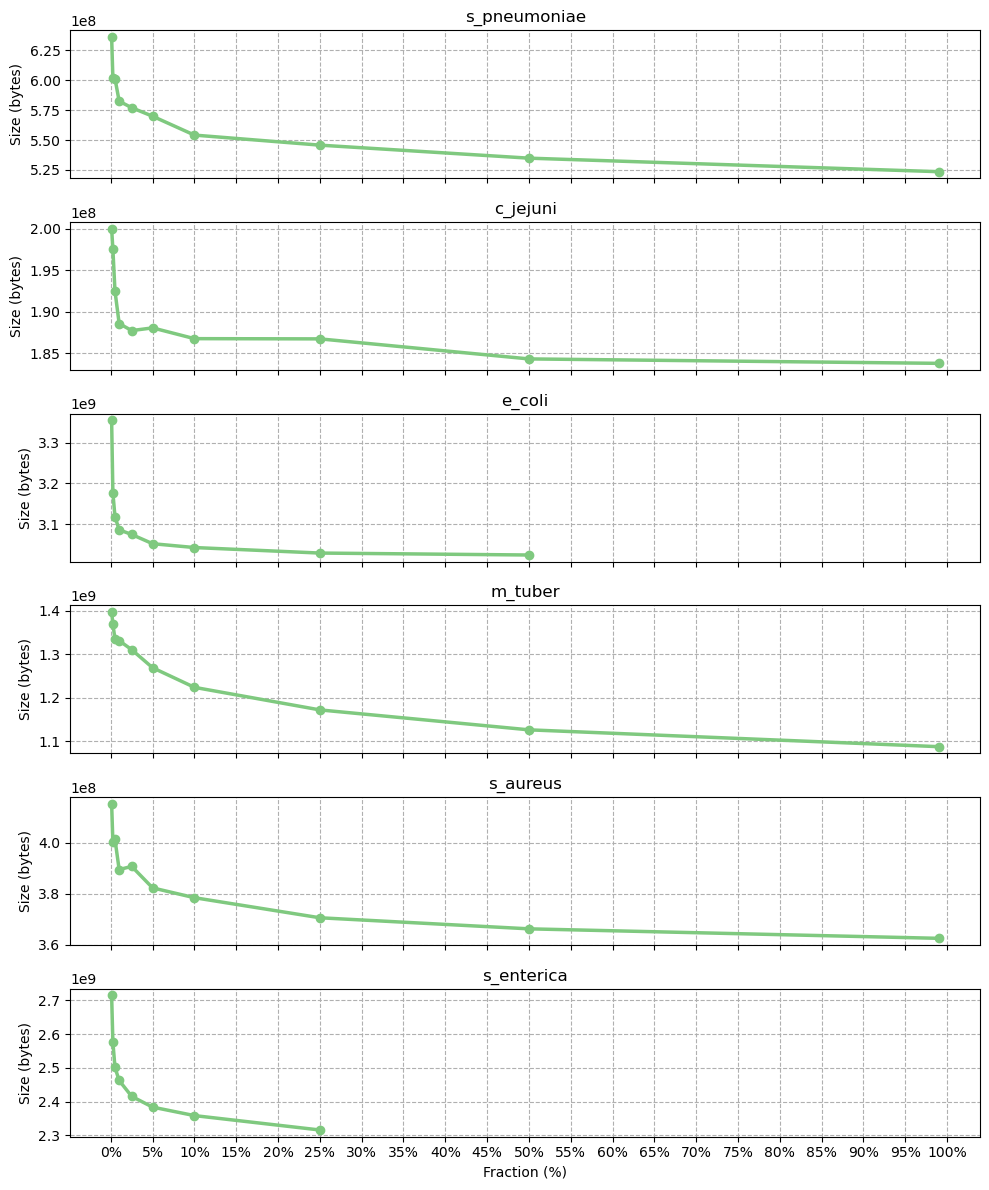 s_pneumoniae
1e8
Size (bytes)
6.25
6.00
5.75
5.50
5.25
c_jejuni
1e8
Size (bytes)
2.00
1.95
1.90
1.85
e_coli
1e9
Size (bytes)
3.3
3.2
3.1
m_tuber
1e9
Size (bytes)
1.4
1.3
1.2
1.1
s_aureus
1e8
Size (bytes)
4.0
3.8
3.6
s_enterica
1e9
Size (bytes)
2.7
2.6
2.5
2.4
2.3
0% 5% 10% 15% 20% 25% 30% 35% 40% 45% 50% 55% 60% 65% 70% 75% 80% 85% 90% 95% 100%
Fraction (%)